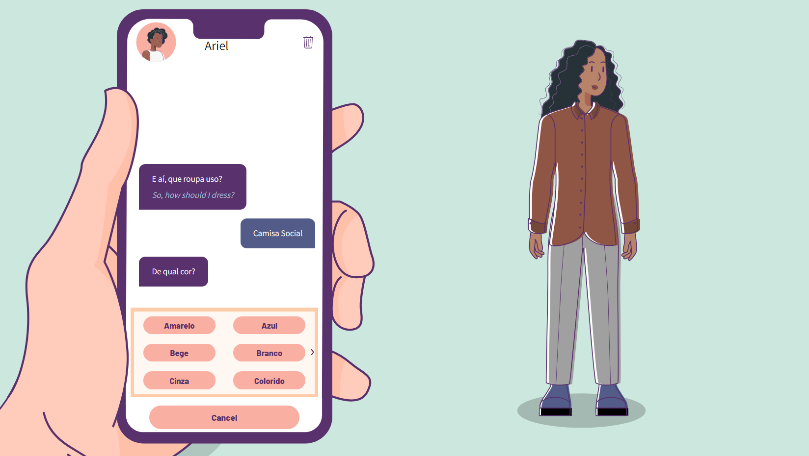 Ariel
E aí, que roupa uso?
So, how should I dress?
Camisa Social
De qual cor?
Amarelo
Azul
Bege
Branco
Cinza
Colorido
Cancel